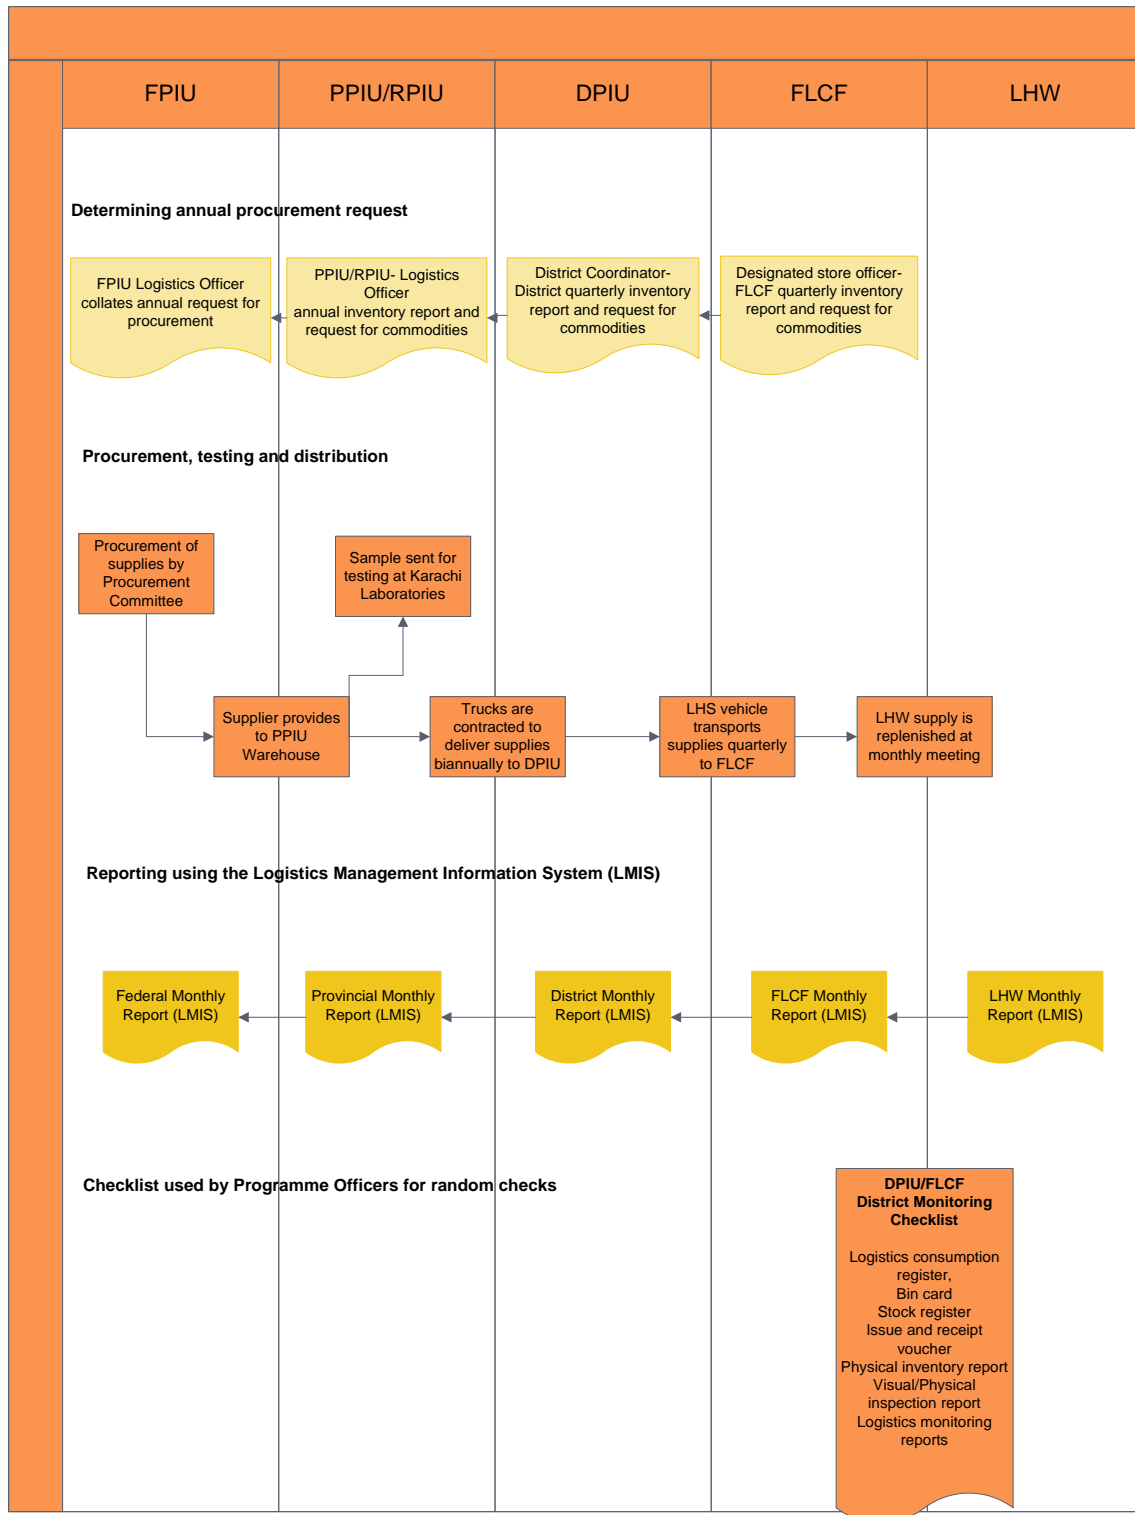 FPIU
PPIU/RPIU
DPIU
FLCF
LHW
Determining annual procurement request
FPIU Logistics Officer
collates annual request for
procurement
PPIU/RPIU- Logistics
Officer
annual inventory report and
request for commodities
District Coordinator-
District quarterly inventory
report and request for
commodities
Designated store officer-
FLCF quarterly inventory
report and request for
commodities
Procurement, testing and distribution
Procurement of
supplies by
Procurement
Committee
Sample sent for
testing at Karachi
Laboratories
Supplier provides
to PPIU
Warehouse
Trucks are
contracted to
deliver supplies
biannually to DPIU
LHS vehicle
transports
supplies quarterly
to FLCF
LHW supply is
replenished at
monthly meeting
Reporting using the Logistics Management Information System (LMIS)
Federal Monthly
Report (LMIS)
Provincial Monthly
Report (LMIS)
District Monthly
Report (LMIS)
FLCF Monthly
Report (LMIS)
LHW Monthly
Report (LMIS)
Checklist used by Programme Officers for random checks
DPIU/FLCF
District Monitoring
Checklist
Logistics consumption
register,
Bin card
Stock register
Issue and receipt
voucher
Physical inventory report
Visual/Physical
inspection report
Logistics monitoring
reports